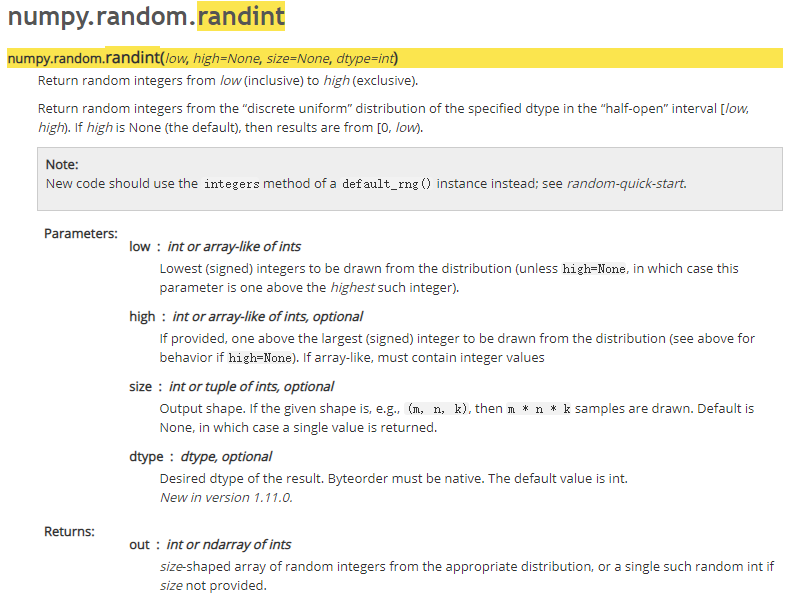 numpy.random.randint
numpy.random.randint(low, high=None, size=None, dtype=int)
Return random integers from low (inclusive) to high (exclusive).
Return random integers from the “discrete uniform” distribution of the specified dtype in the “half-open” interval [low,
high). If high is None (the default), then results are from [0, low).
Note:
New code should use the integers method of a default_rng() instance instead; see random-quick-start.
Parameters:
low : int or array-like of ints
Lowest (signed) integers to be drawn from the distribution (unless high=None, in which case this
parameter is one above the highest such integer).
high : int or array-like of ints, optional
If provided, one above the largest (signed) integer to be drawn from the distribution (see above for
behavior if high=None). If array-like, must contain integer values
size : int or tuple of ints, optional
Output shape. If the given shape is, e.g., (m, n, k), then m * n * k samples are drawn. Default is
None, in which case a single value is returned.
dtype : dtype, optional
Desired dtype of the result. Byteorder must be native. The default value is int.
New in version 1.11.0.
Returns:
out : int or ndarray of ints
size-shaped array of random integers from the appropriate distribution, or a single such random int if
size not provided.